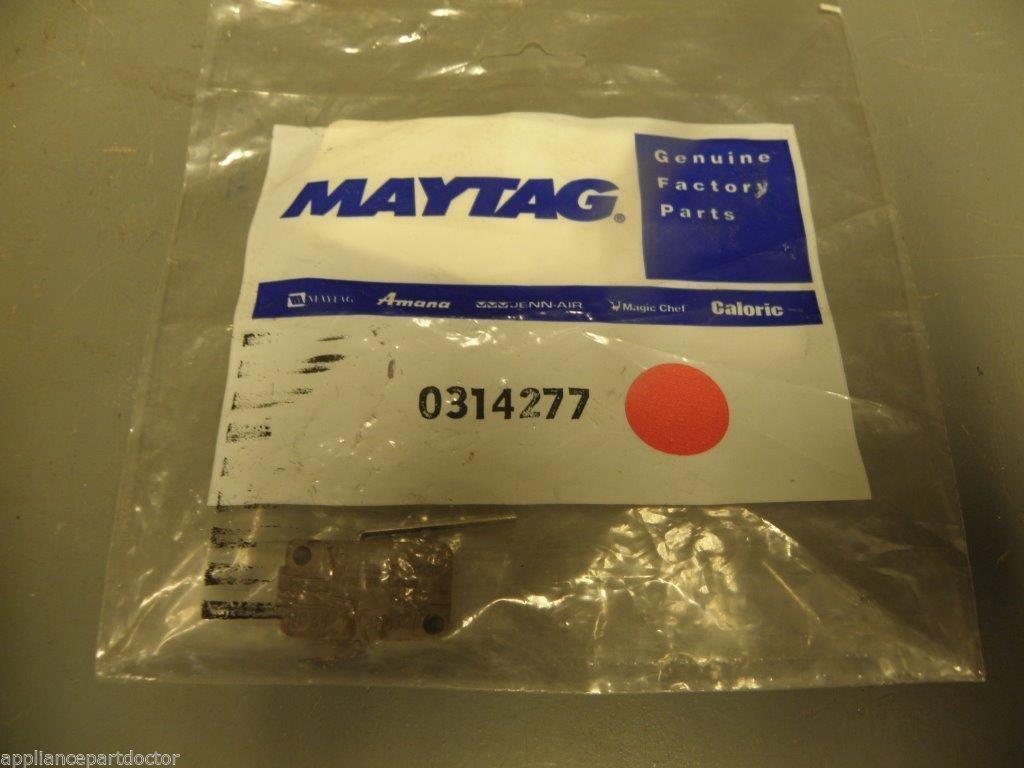 MAYTAG®
Genuine
Factory
Parts
MAYTAG Amana JENN-AIR Magic Chef Caloric
0314277
appliancepartdoctor